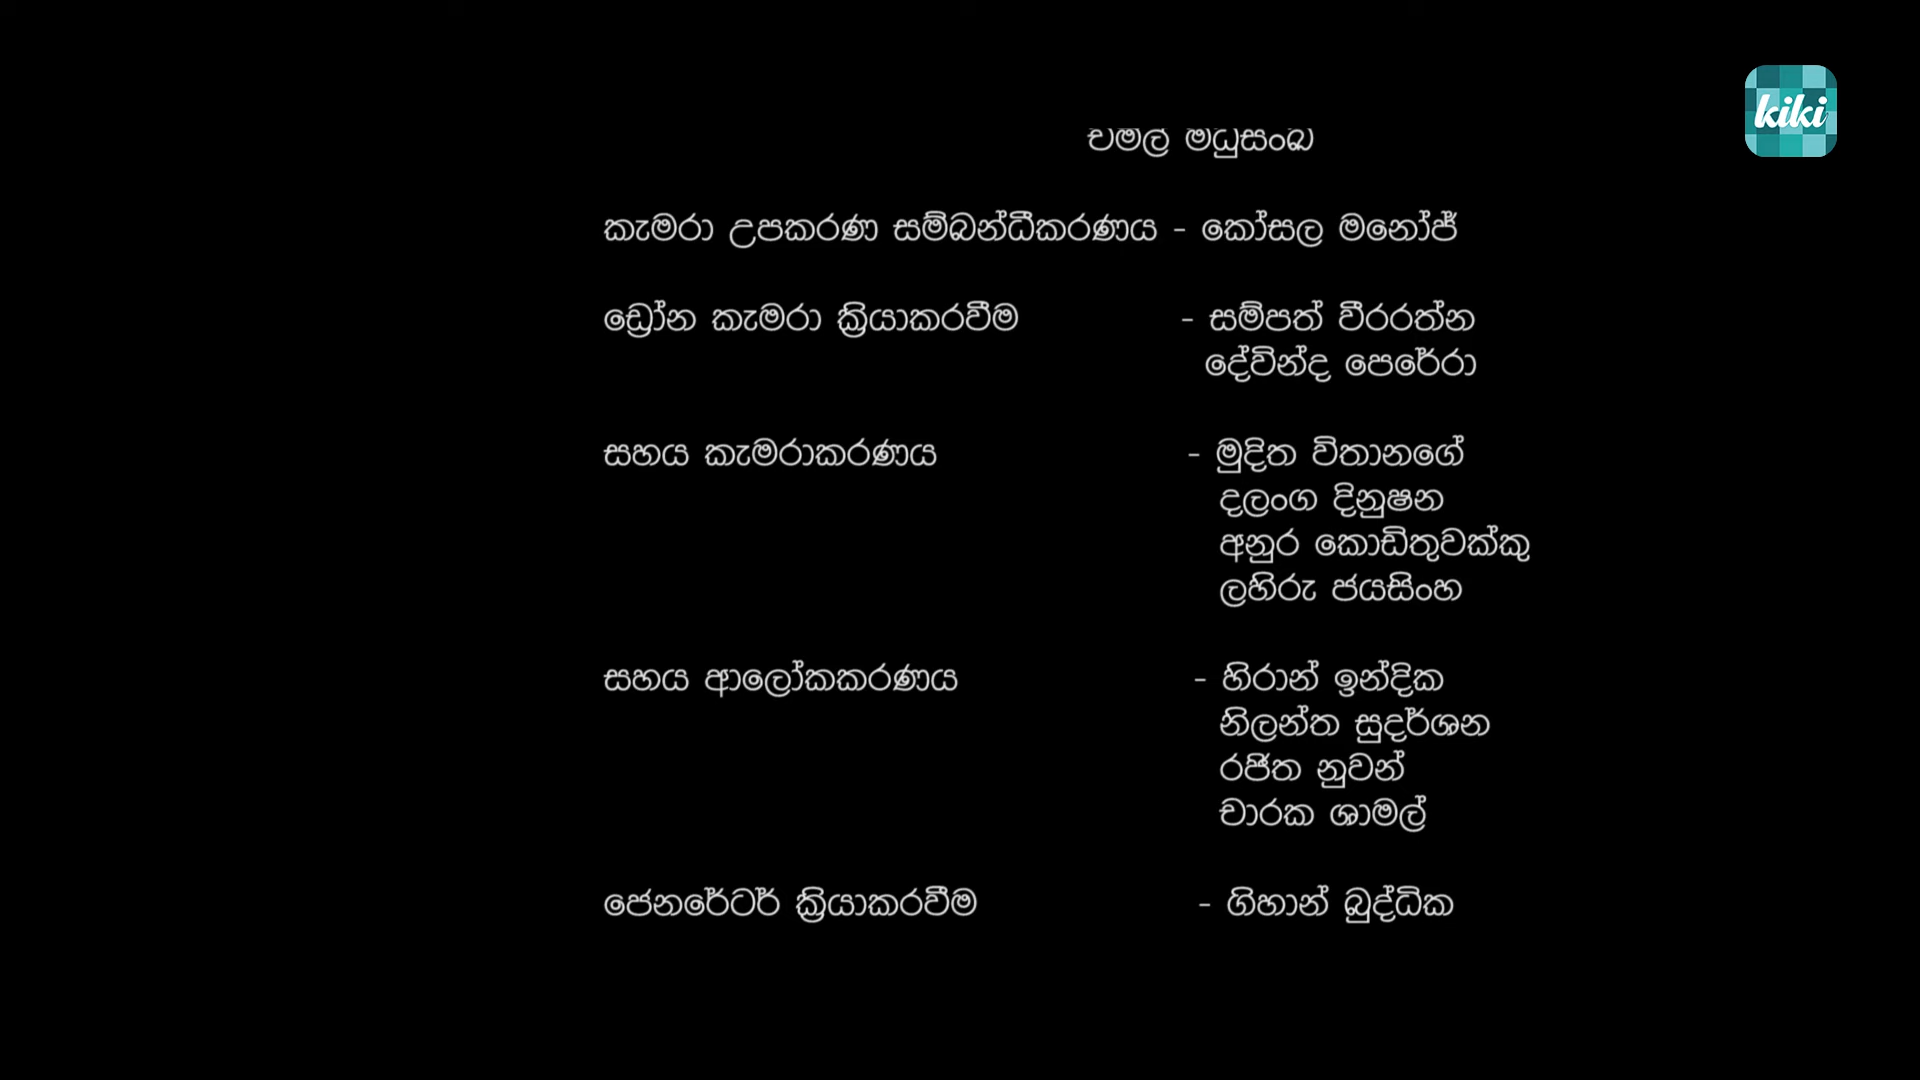 kiki
චමල් මධුසංඛ
කැමරා උපකරණ සම්බන්ධීකරණය - කෝසල මනෝජ්
ඩ්‍රෝන කැමරා ක්‍රියාකරවීම - සම්පත් වීරරත්න
දේවින්ද පෙරේරා
සහය කැමරාකරණය - මුදිත විතානගේ
දලංග දිනුෂන
අනුර කොඩිතුවක්කු
ලහිරු ජයසිංහ
සහය ආලෝකකරණය - හිරාන් ඉන්දික
නිලන්ත සුදර්ශන
රජිත නුවන්
චාරක ශාමල්
ජෙනරේටර් ක්‍රියාකරවීම - ගිහාන් බුද්ධික